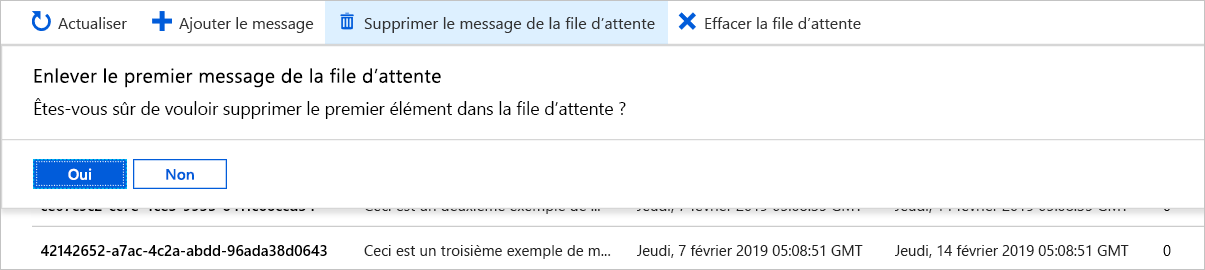 Actualiser Ajouter le message Supprimer le message de la file d'attente Effacer la file d'attente
Enlever le premier message de la file d'attente
Êtes-vous sûr de vouloir supprimer le premier élément dans la file d'attente ?
Oui Non
Ceci est un deuxième exemple de ... Jeudi, 7 février 2019 05:08:35 GMT Jeudi, 14 février 2019 05:08:35 GMT
42142652-a7ac-4c2a-abdd-96ada38d0643 Ceci est un troisième exemple de m... Jeudi, 7 février 2019 05:08:51 GMT Jeudi, 14 février 2019 05:08:51 GMT 0